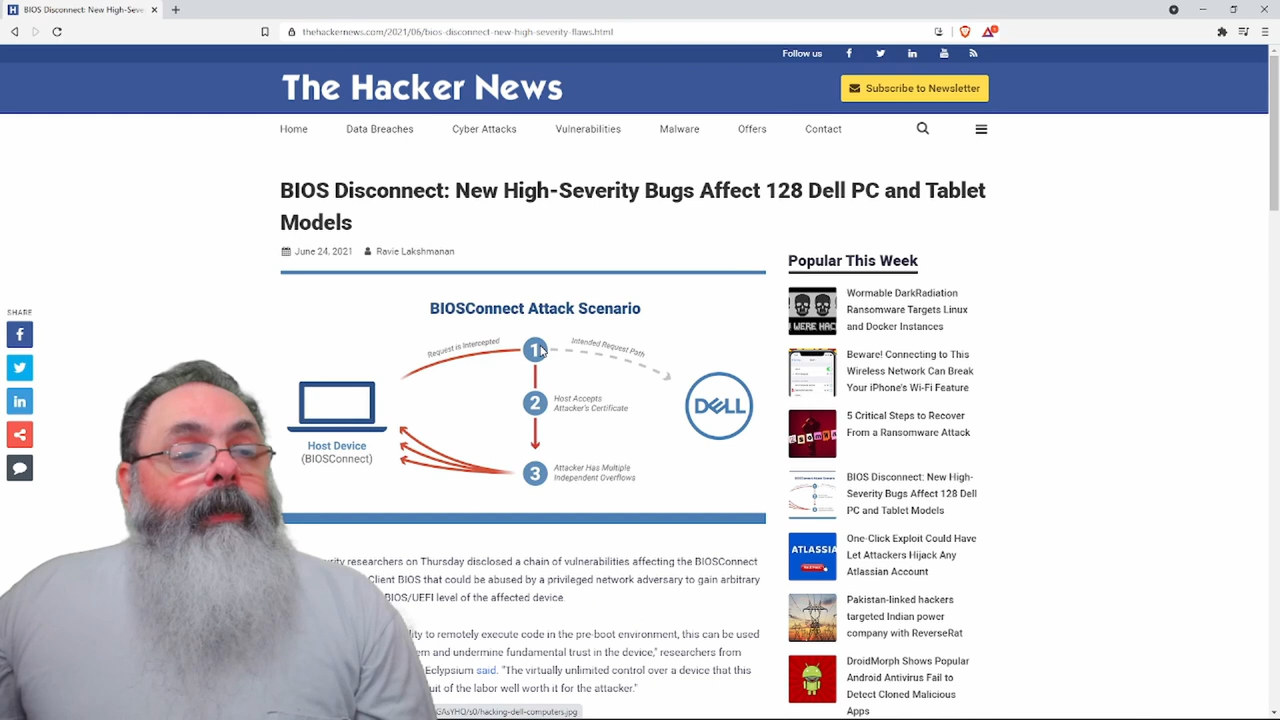 BIOS Disconnect: New High-Seve
thehackernews.com/2021/06/bios-disconnect-new-high-severity-flaws.html
Follow us
The Hacker News
Subscribe to Newsletter
Home Data Breaches Cyber Attacks Vulnerabilities Malware Offers Contact
BIOS Disconnect: New High-Severity Bugs Affect 128 Dell PC and Tablet
Models
June 24, 2021 Ravie Lakshmanan
SHARE
BIOSConnect Attack Scenario
Request is Intercepted
1
Intended Request Path
2
Host Accepts
Attacker's Certificate
DELL
Host Device
(BIOSConnect)
3
Attacker Has Multiple
Independent Overflows
researchers on Thursday disclosed a chain of vulnerabilities affecting the BIOSConnect
Client BIOS that could be abused by a privileged network adversary to gain arbitrary
BIOS/UEFI level of the affected device.
to remotely execute code in the pre-boot environment, this can be used
and undermine fundamental trust in the device," researchers from
Eclypsium said. "The virtually unlimited control over a device that this
of the labor well worth it for the attacker."
GAsYHO/s0/hacking-dell-computers.jpg
Popular This Week
Wormable DarkRadiation
Ransomware Targets Linux
and Docker Instances
Beware! Connecting to This
Wireless Network Can Break
Your iPhone's Wi-Fi Feature
5 Critical Steps to Recover
From a Ransomware Attack
BIOS Disconnect: New High-
Severity Bugs Affect 128 Dell
PC and Tablet Models
ATLASSIA
One-Click Exploit Could Have
Let Attackers Hijack Any
Atlassian Account
Pakistan-linked hackers
targeted Indian power
company with ReverseRat
DroidMorph Shows Popular
Android Antivirus Fail to
Detect Cloned Malicious
Apps